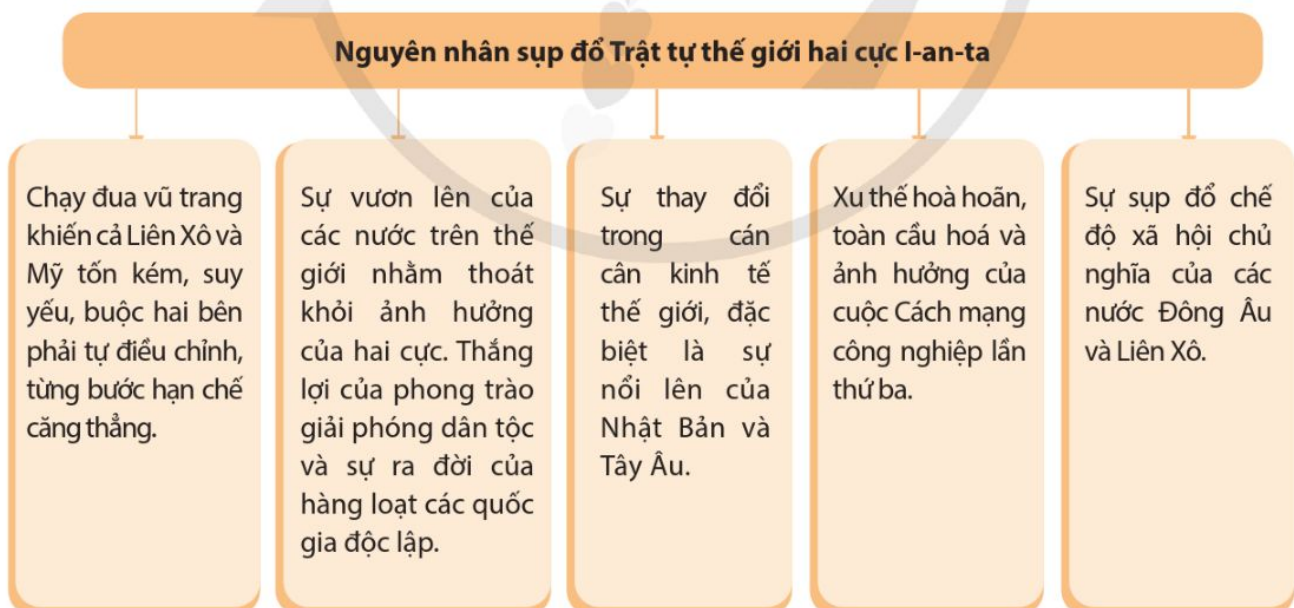 Nguyên nhân sụp đổ Trật tự thế giới hai cực I-an-ta
Chạy đua vũ trang
khiến cả Liên Xô và
Mỹ tốn kém, suy
yếu, buộc hai bên
phải tự điều chỉnh,
từng bước hạn chế
căng thẳng.
Sự vươn lên của
các nước trên thế
giới nhằm thoát
khỏi ảnh hưởng
của hai cực. Thắng
lợi của phong trào
giải phóng dân tộc
và sự ra đời của
hàng loạt các quốc
gia độc lập.
Sự thay đổi
trong cán
cân kinh tế
thế giới, đặc
biệt là sự
nổi lên của
Nhật Bản và
Tây Âu.
Xu thế hoà hoãn,
toàn cầu hoá và
ảnh hưởng của
cuộc Cách mạng
công nghiệp lần
thứ ba.
Sự sụp đổ chế
độ xã hội chủ
nghĩa của các
nước Đông Âu
và Liên Xô.